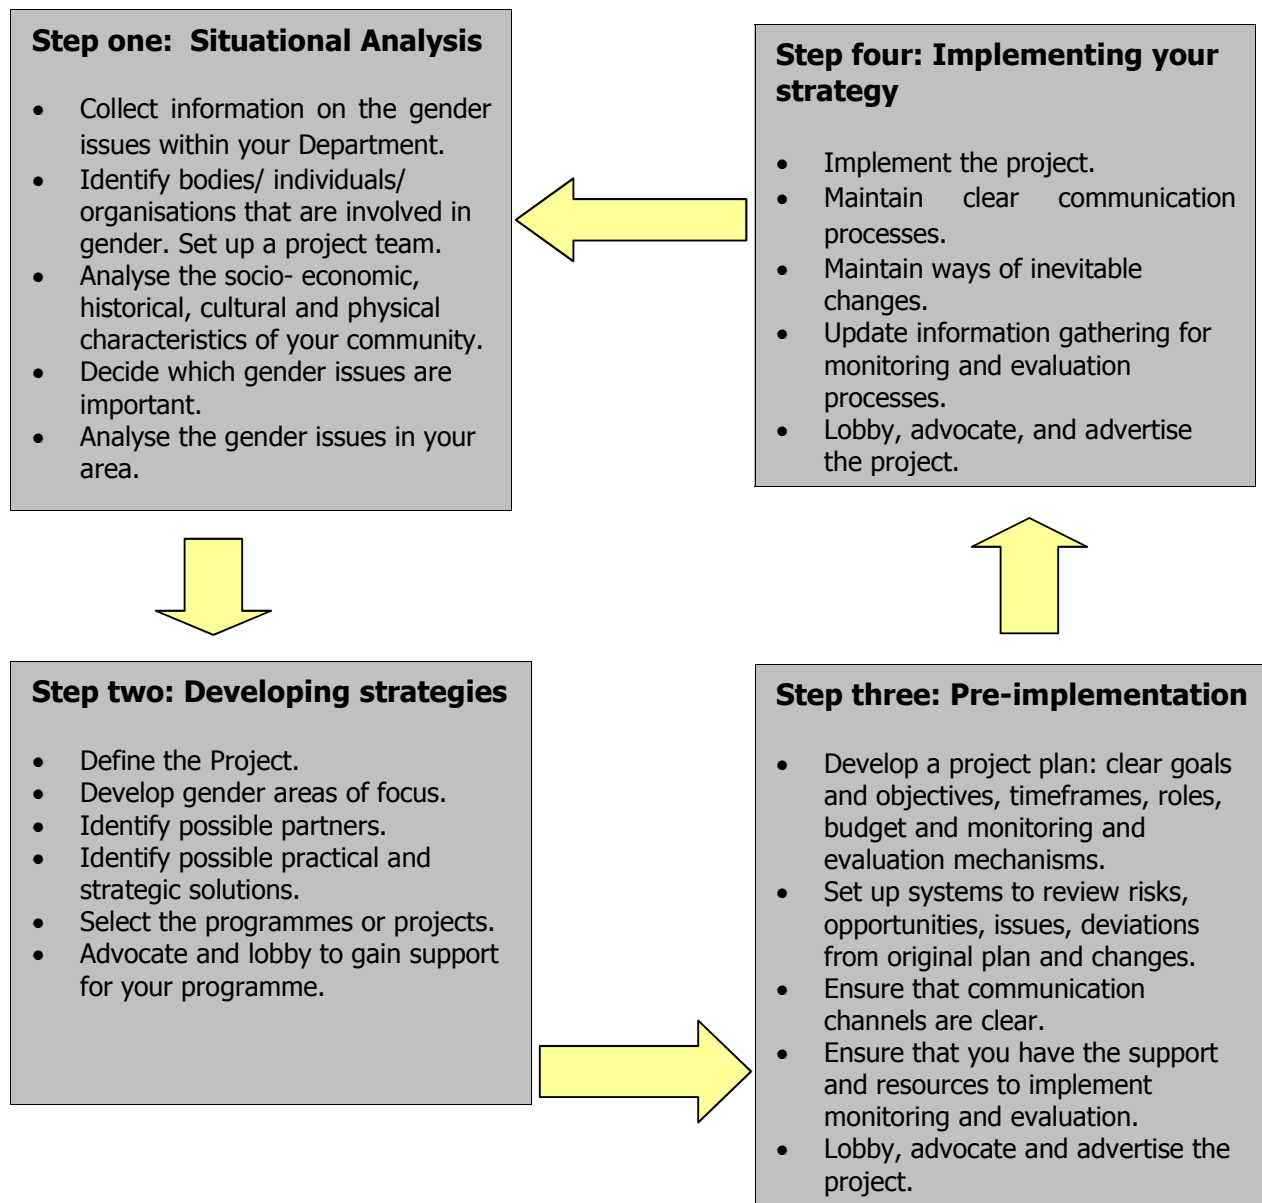 Step one:  Situational Analysis
• Collect information on the gender
issues within your Department.
• Identify bodies/ individuals/
organisations that are involved in
gender. Set up a project team.
• Analyse the socio- economic,
historical, cultural and physical
characteristics of your community.
• Decide which gender issues are
important.
• Analyse the gender issues in your
area.
Step two: Developing strategies
• Define the Project.
• Develop gender areas of focus.
• Identify possible partners.
• Identify possible practical and
strategic solutions.
• Select the programmes or projects.
• Advocate and lobby to gain support
for your programme.
Step three: Pre-implementation
• Develop a project plan: clear goals
and objectives, timeframes, roles,
budget and monitoring and
evaluation mechanisms.
• Set up systems to review risks,
opportunities, issues, deviations
from original plan and changes.
• Ensure that communication
channels are clear.
• Ensure that you have the support
and resources to implement
monitoring and evaluation.
• Lobby, advocate and advertise the
project.
Step four: Implementing your
strategy
• Implement the project.
• Maintain clear communication
processes.
• Maintain ways of inevitable
changes.
• Update information gathering for
monitoring and evaluation
processes.
• Lobby, advocate, and advertise
the project.